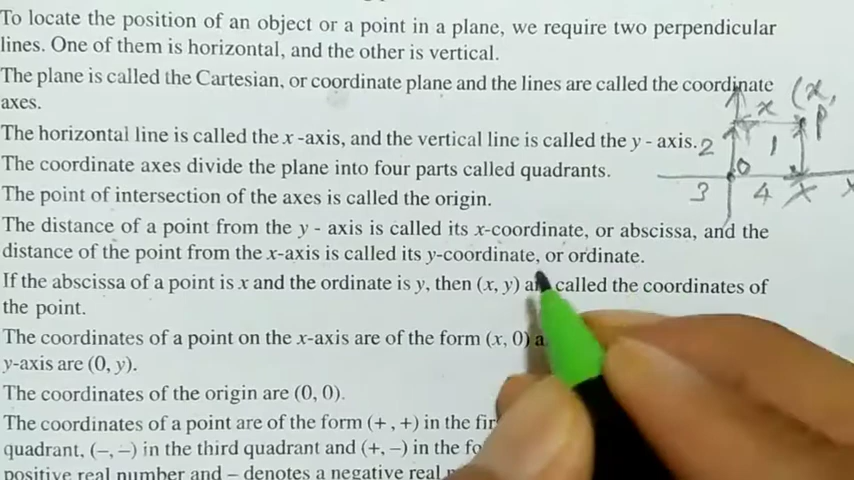 To locate the position of an object or a point in a plane, we require two perpendicular
lines. One of them is horizontal, and the other is vertical.
The plane is called the Cartesian, or coordinate plane and the lines are called the coordinate
axes.
The horizontal line is called the x-axis, and the vertical line is called the y - axis.
The coordinate axes divide the plane into four parts called quadrants.
The point of intersection of the axes is called the origin.
The distance of a point from the y - axis is called its x-coordinate, or abscissa, and the
distance of the point from the x-axis is called its y-coordinate, or ordinate.
If the abscissa of a point is x and the ordinate is y, then (x, y) called the coordinates of
the point.
The coordinates of a point on the x-axis are of the form (x, 0)
y-axis are (0, y).
The coordinates of the origin are (0, 0).
The coordinates of a point are of the form (+ , +) in the
quadrant, (–, –) in the third quadrant and (+, –) in the
positive real number and – denotes a negative real
x (x,
P
2 1
0
3 4 x